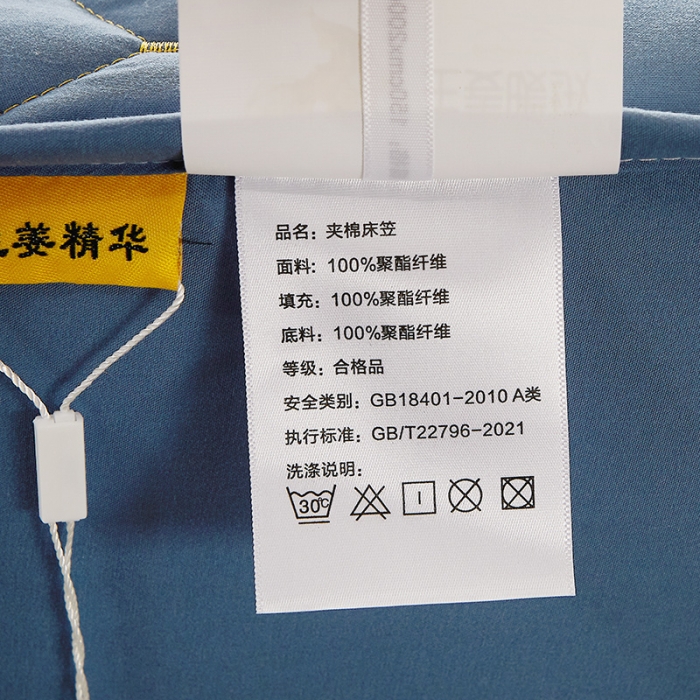 姜精华
品名：夹棉床笠
面料：100%聚酯纤维
填充：100%聚酯纤维
底料：100%聚酯纤维
等级：合格品
安全类别：GB18401-2010 A类
执行标准：GB/T22796-2021
洗涤说明：
30℃